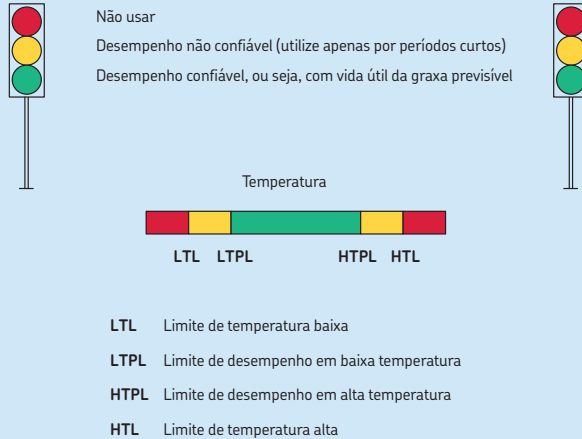 Não usar
Desempenho não confiável (utilize apenas por períodos curtos)
Desempenho confiável, ou seja, com vida útil da graxa previsível
Temperatura
LTL LTPL HTPL HTL
LTL Limite de temperatura baixa
LTPL Limite de desempenho em baixa temperatura
HTPL Limite de desempenho em alta temperatura
HTL Limite de temperatura alta